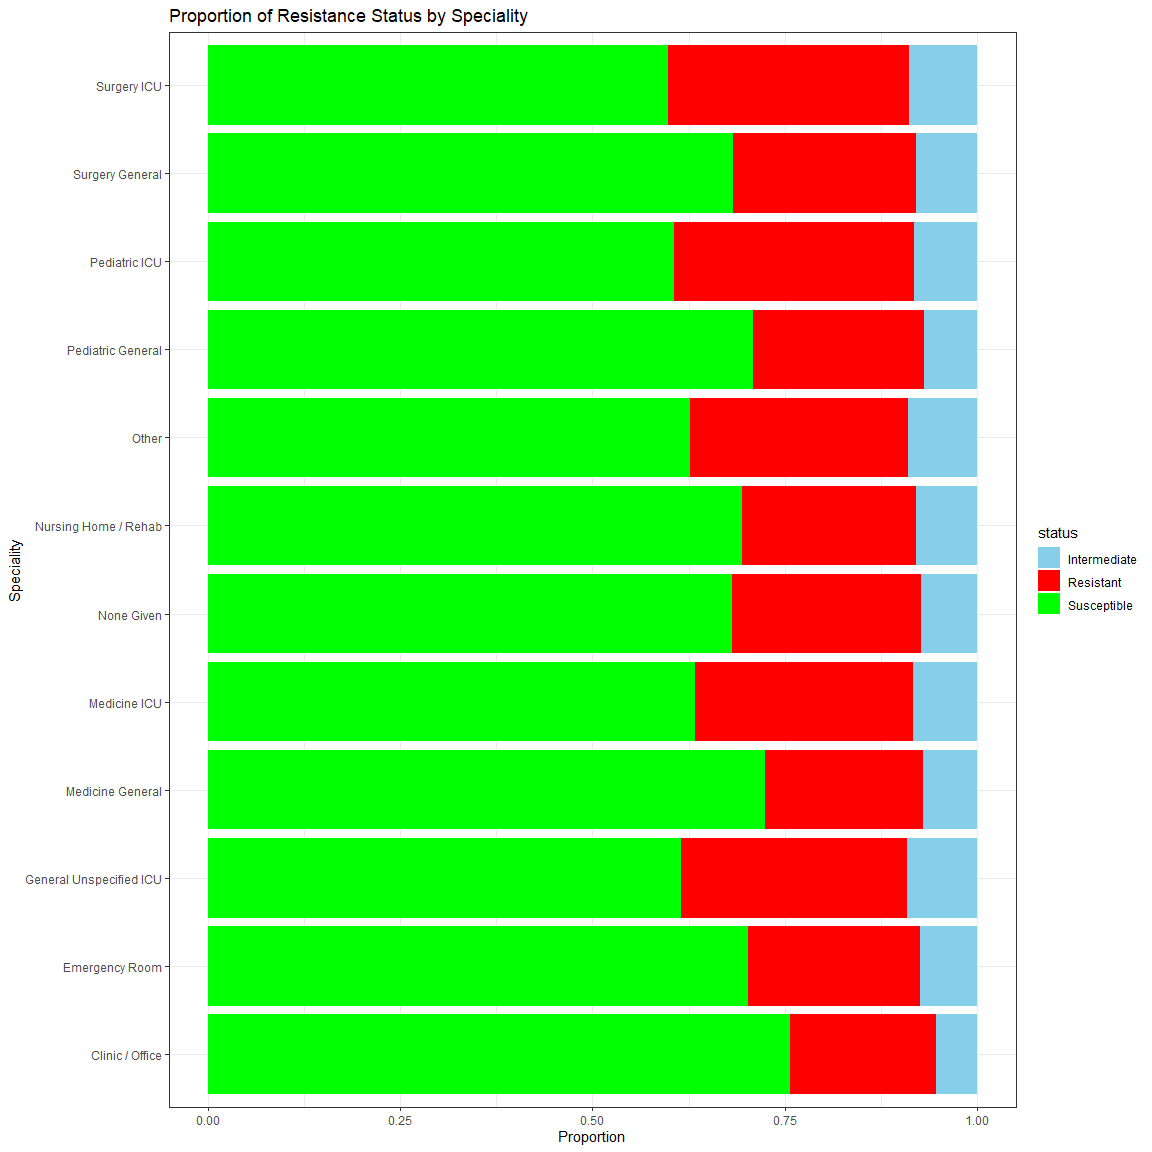 Proportion of Resistance Status by Speciality
Speciality
Surgery ICU
Surgery General
Pediatric ICU
Pediatric General
Other
Nursing Home / Rehab
None Given
Medicine ICU
Medicine General
General Unspecified ICU
Emergency Room
Clinic / Office
0.00 0.25 0.50 0.75 1.00
Proportion
status
Intermediate
Resistant
Susceptible